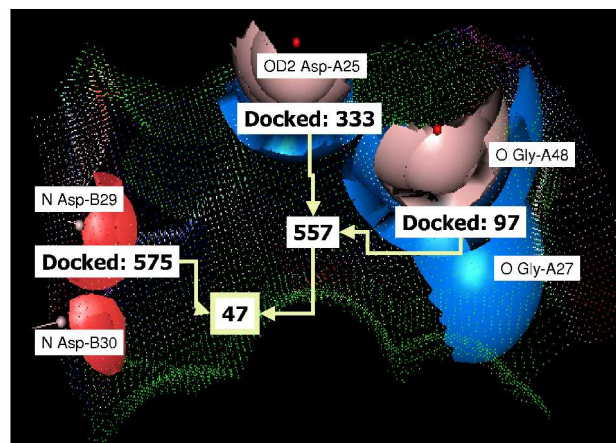 OD2 Asp-A25
Docked: 333
O Gly-A48
N Asp-B29
Docked: 97
557
Docked: 575
O Gly-A27
47
N Asp-B30